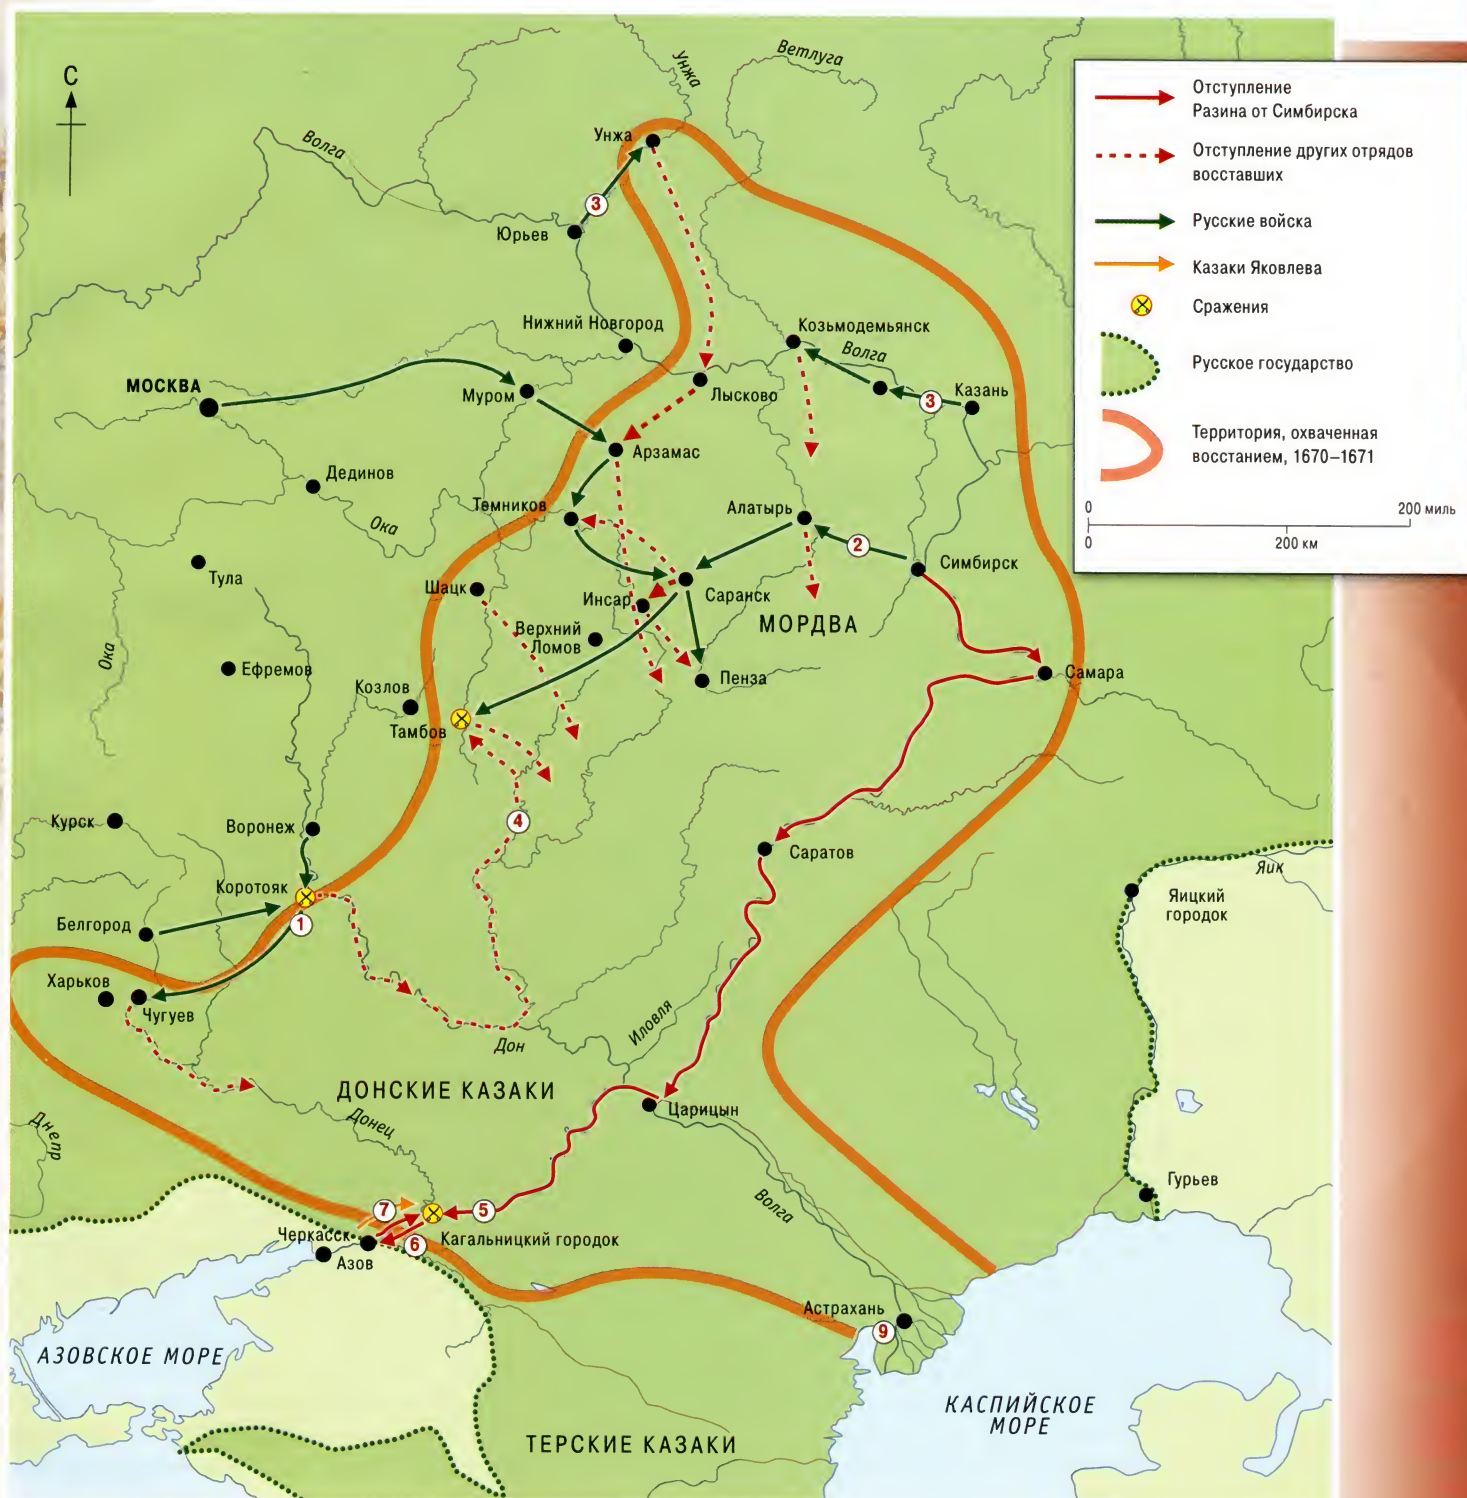 С
Унжа
Ветлуга
Волга
Унжа
3
Юрьев
Отступление
Разина от Симбирска
Отступление других отрядов
восставших
Русские войска
Казаки Яковлева
Сражения
Русское государство
Территория, охваченная
восстанием, 1670–1671
0
200 миль
0
200 км
Нижний Новгород
Козьмодемьянск
Волга
МОСКВА
Муром
Лысково
3
Казань
Арзамас
Дединов
Ока
Темников
Алатырь
2
Симбирск
Тула
Шацк
Инсар
Саранск
МОРДВА
Верхний
Ломов
Ока
Ефремов
Козлов
Пенза
Самара
Тамбов
4
Курск
Воронеж
Саратов
Яик
Коротояк
1
Яицкий
городок
Белгород
Харьков
Чугуев
Иловля
Дон
ДОНСКИЕ КАЗАКИ
Царицын
Днепр
Донец
Гурьев
Волга
7
5
Черкасск
6
Кагальницкий городок
Азов
Астрахань
9
АЗОВСКОЕ МОРЕ
КАСПИЙСКОЕ
МОРЕ
ТЕРСКИЕ КАЗАКИ